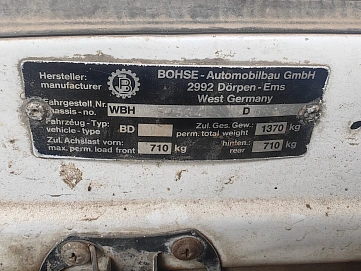 Hersteller:
manufacturer
B
BOHSE-Automobilbau GmbH
2992 Dörpen-Ems
West Germany
Fahrgestell Nr.
chassis-no.
WBH D
Fahrzeug-Typ:
vehicle-type
BD
Zul. Ges. Gew.:
perm. total weight
1370 kg
Zul. Achslast vorn:
max. perm. load front
710 kg
hinten:
rear
710 kg